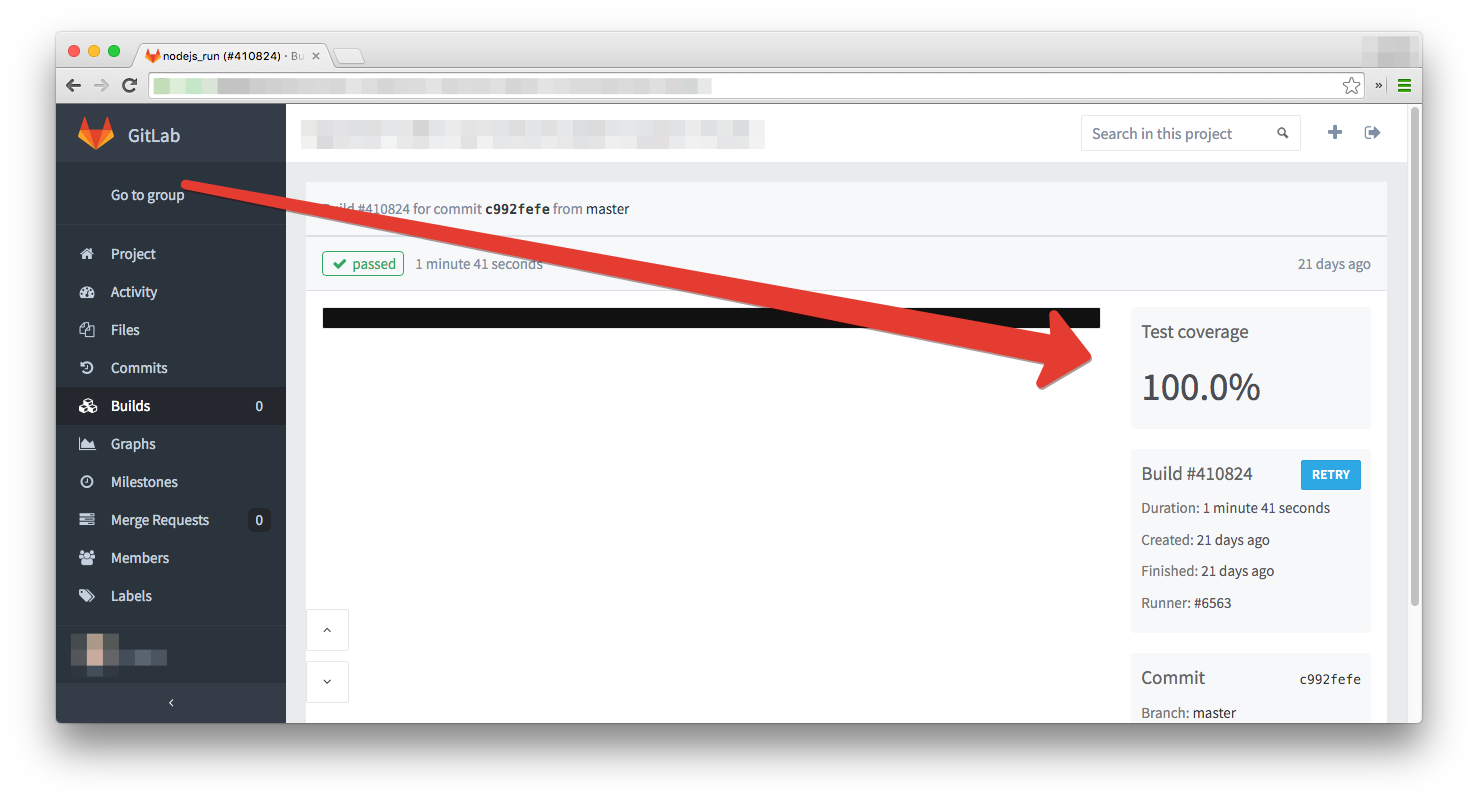 nodejs_run (#410824) · Bu
GitLab
Search in this project
Go to group
Build #410824 for commit c992fefe from master
Project
passed 1 minute 41 seconds 21 days ago
Activity
Files
Test coverage
Commits
100.0%
Builds 0
Graphs
Build #410824 RETRY
Milestones
Duration: 1 minute 41 seconds
Merge Requests 0
Created: 21 days ago
Members
Finished: 21 days ago
Labels
Runner: #6563
Commit c992fefe
Branch: master